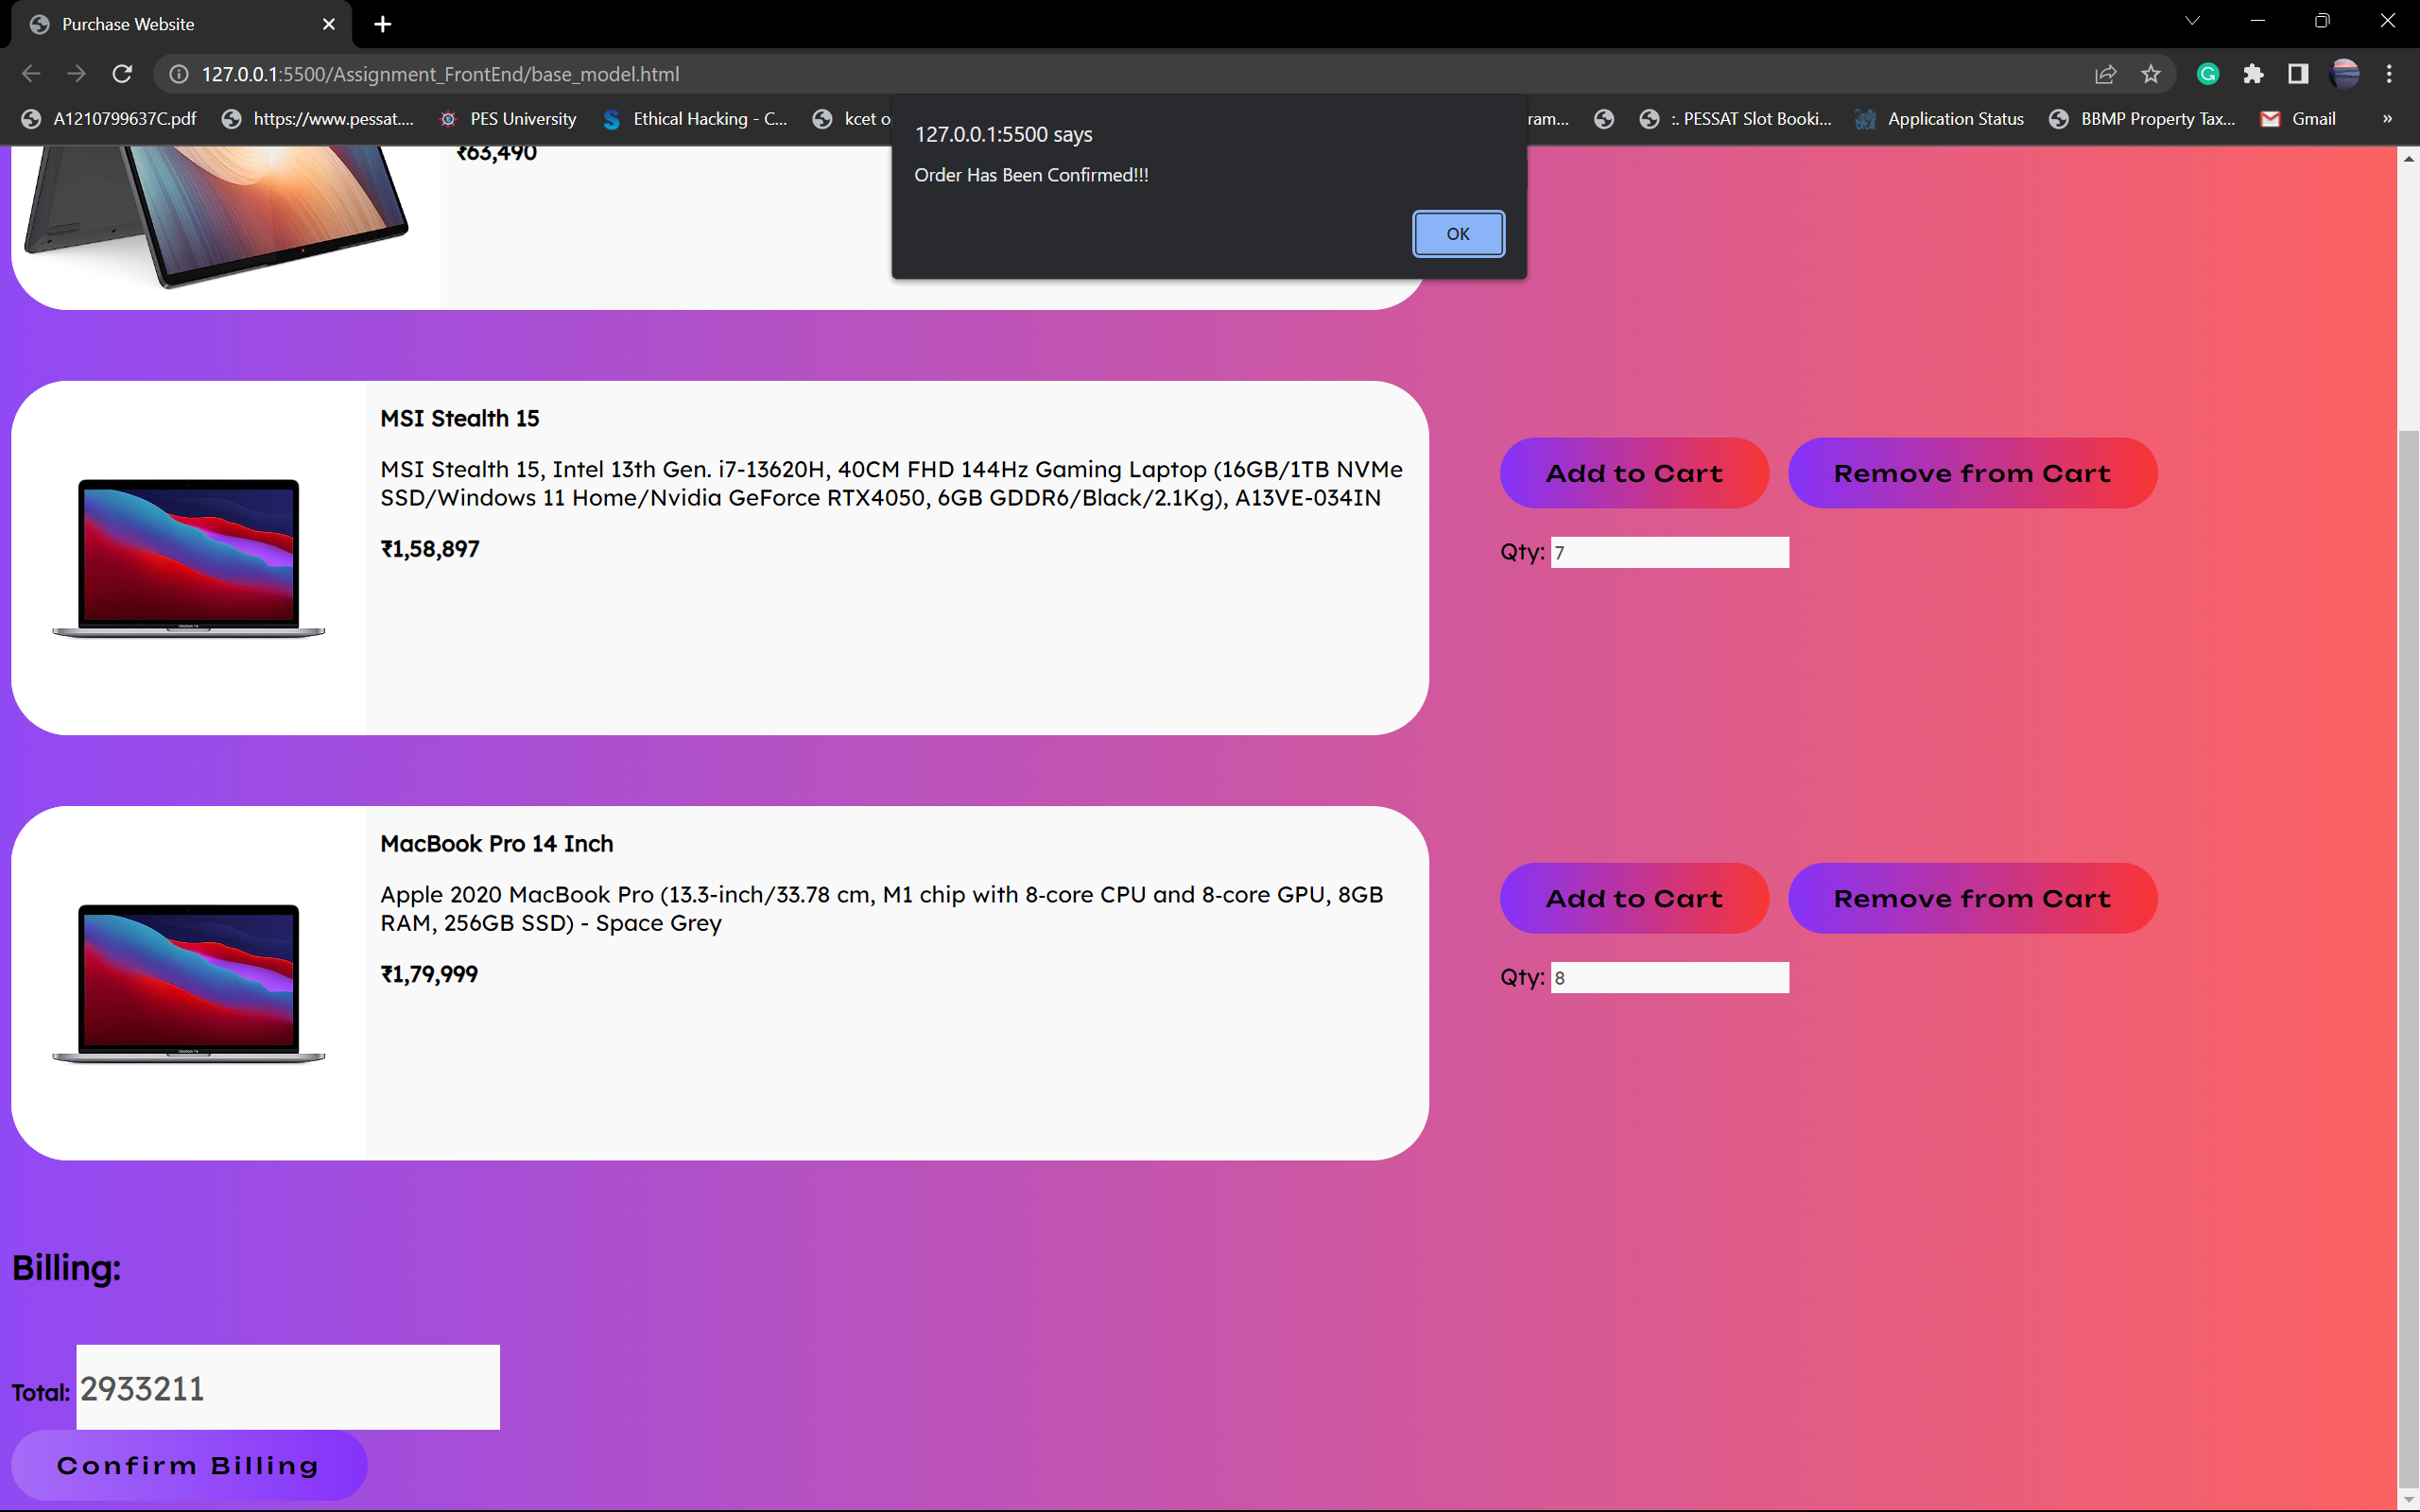 Purchase Website
127.0.0.1:5500/Assignment_FrontEnd/base_model.html
A1210799637C.pdf https://www.pessat.... PES University Ethical Hacking - C... kcet o ram... :. PESSAT Slot Booki... Application Status BBMP Property Tax... Gmail »
127.0.0.1:5500 says
Order Has Been Confirmed!!!
OK
₹63,490
MSI Stealth 15
MSI Stealth 15, Intel 13th Gen. i7-13620H, 40CM FHD 144Hz Gaming Laptop (16GB/1TB NVMe
SSD/Windows 11 Home/Nvidia GeForce RTX4050, 6GB GDDR6/Black/2.1Kg), A13VE-034IN
₹1,58,897
Add to Cart Remove from Cart
Qty: 7
MacBook Pro 14 Inch
Apple 2020 MacBook Pro (13.3-inch/33.78 cm, M1 chip with 8-core CPU and 8-core GPU, 8GB
RAM, 256GB SSD) - Space Grey
₹1,79,999
Add to Cart Remove from Cart
Qty: 8
Billing:
Total: 2933211
Confirm Billing